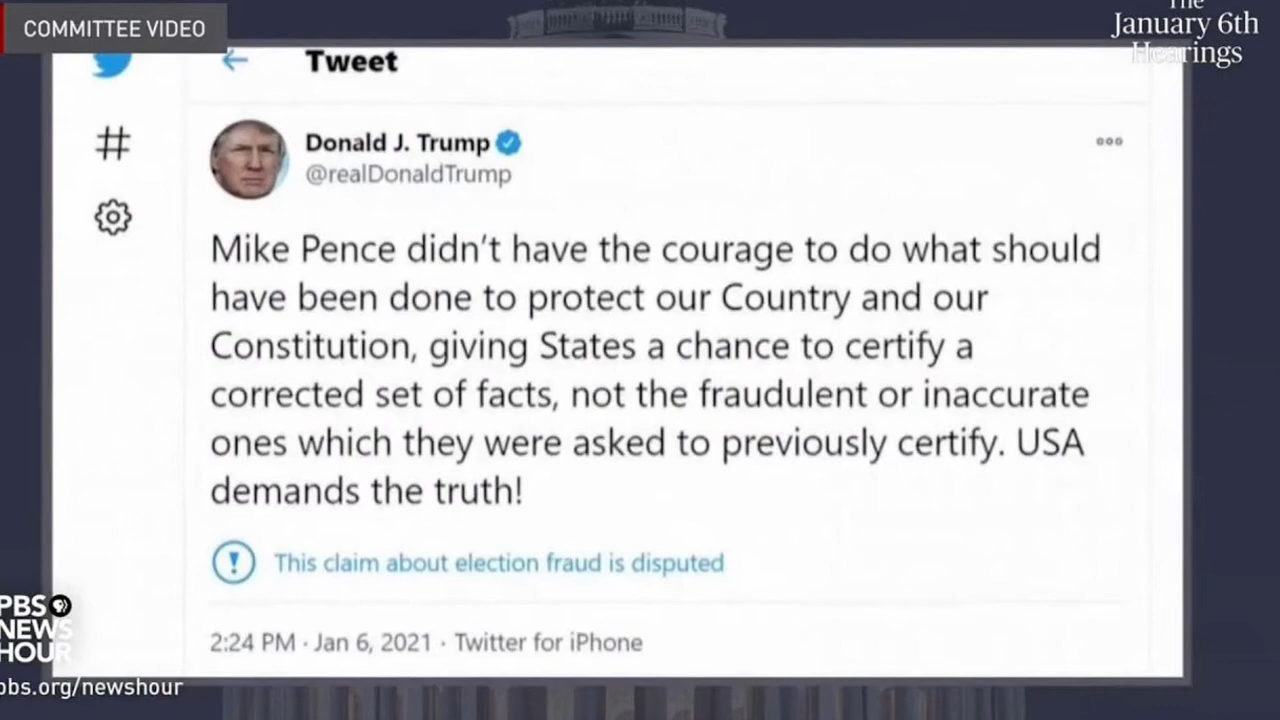 COMMITTEE VIDEO
The
January 6th
Hearings
Tweet
Donald J. Trump
@realDonaldTrump
Mike Pence didn’t have the courage to do what should
have been done to protect our Country and our
Constitution, giving States a chance to certify a
corrected set of facts, not the fraudulent or inaccurate
ones which they were asked to previously certify. USA
demands the truth!
This claim about election fraud is disputed
2:24 PM · Jan 6, 2021 · Twitter for iPhone
PBS
NEWS
HOUR
pbs.org/newshour